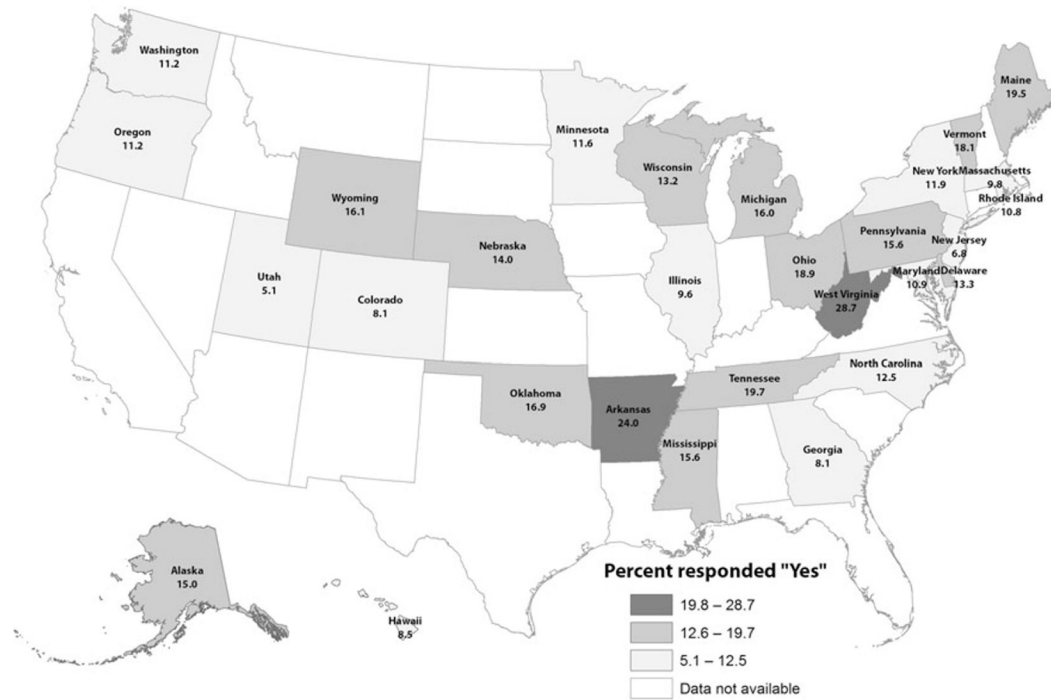 Washington
11.2
Oregon
11.2
Wyoming
16.1
Utah
5.1
Colorado
8.1
Nebraska
14.0
Minnesota
11.6
Wisconsin
13.2
Michigan
16.0
Illinois
9.6
Ohio
18.9
Maine
19.5
Vermont
18.1
New York
11.9
Massachusetts
9.8
Rhode Island
10.8
Pennsylvania
15.6
New Jersey
6.8
Maryland
10.9
Delaware
13.3
West Virginia
28.7
North Carolina
12.5
Tennessee
19.7
Oklahoma
16.9
Arkansas
24.0
Mississippi
15.6
Georgia
8.1
Alaska
15.0
Hawaii
8.5
Percent responded "Yes"
19.8 – 28.7
12.6 – 19.7
5.1 – 12.5
Data not available